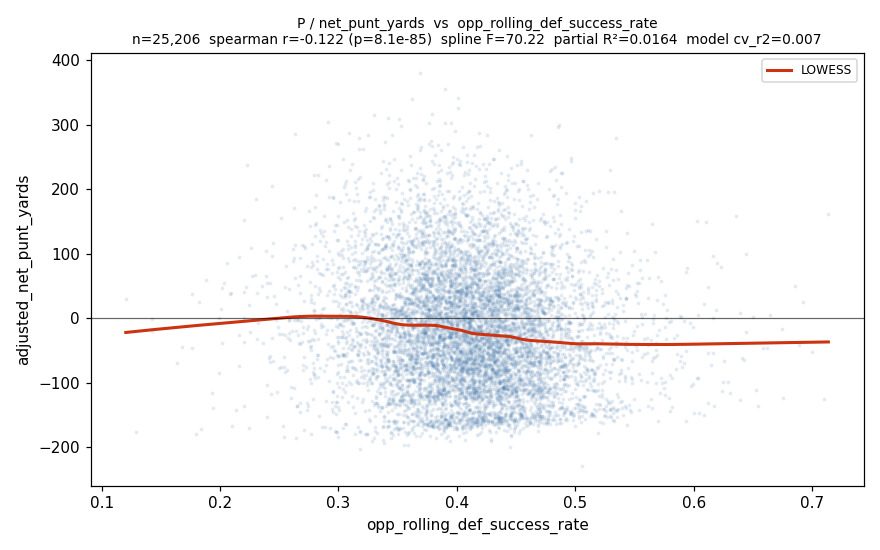 P / net_punt_yards  vs  opp_rolling_def_success_rate
n=25,206  spearman r=-0.122 (p=8.1e-85)  spline F=70.22  partial R²=0.0164  model cv_r2=0.007
LOWESS
adjusted_net_punt_yards
400
300
200
100
0
−100
−200
0.1 0.2 0.3 0.4 0.5 0.6 0.7
opp_rolling_def_success_rate